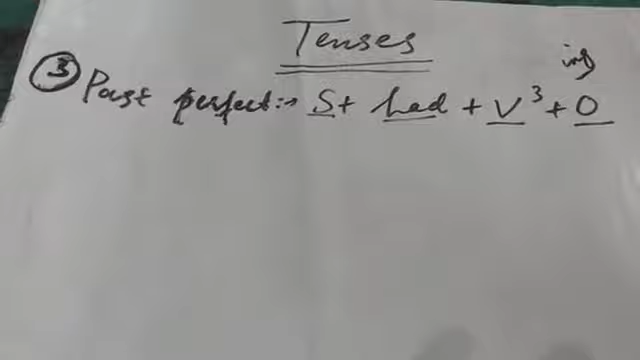 Tenses
ing
③ Past perfect:→ S + had + V³ + O